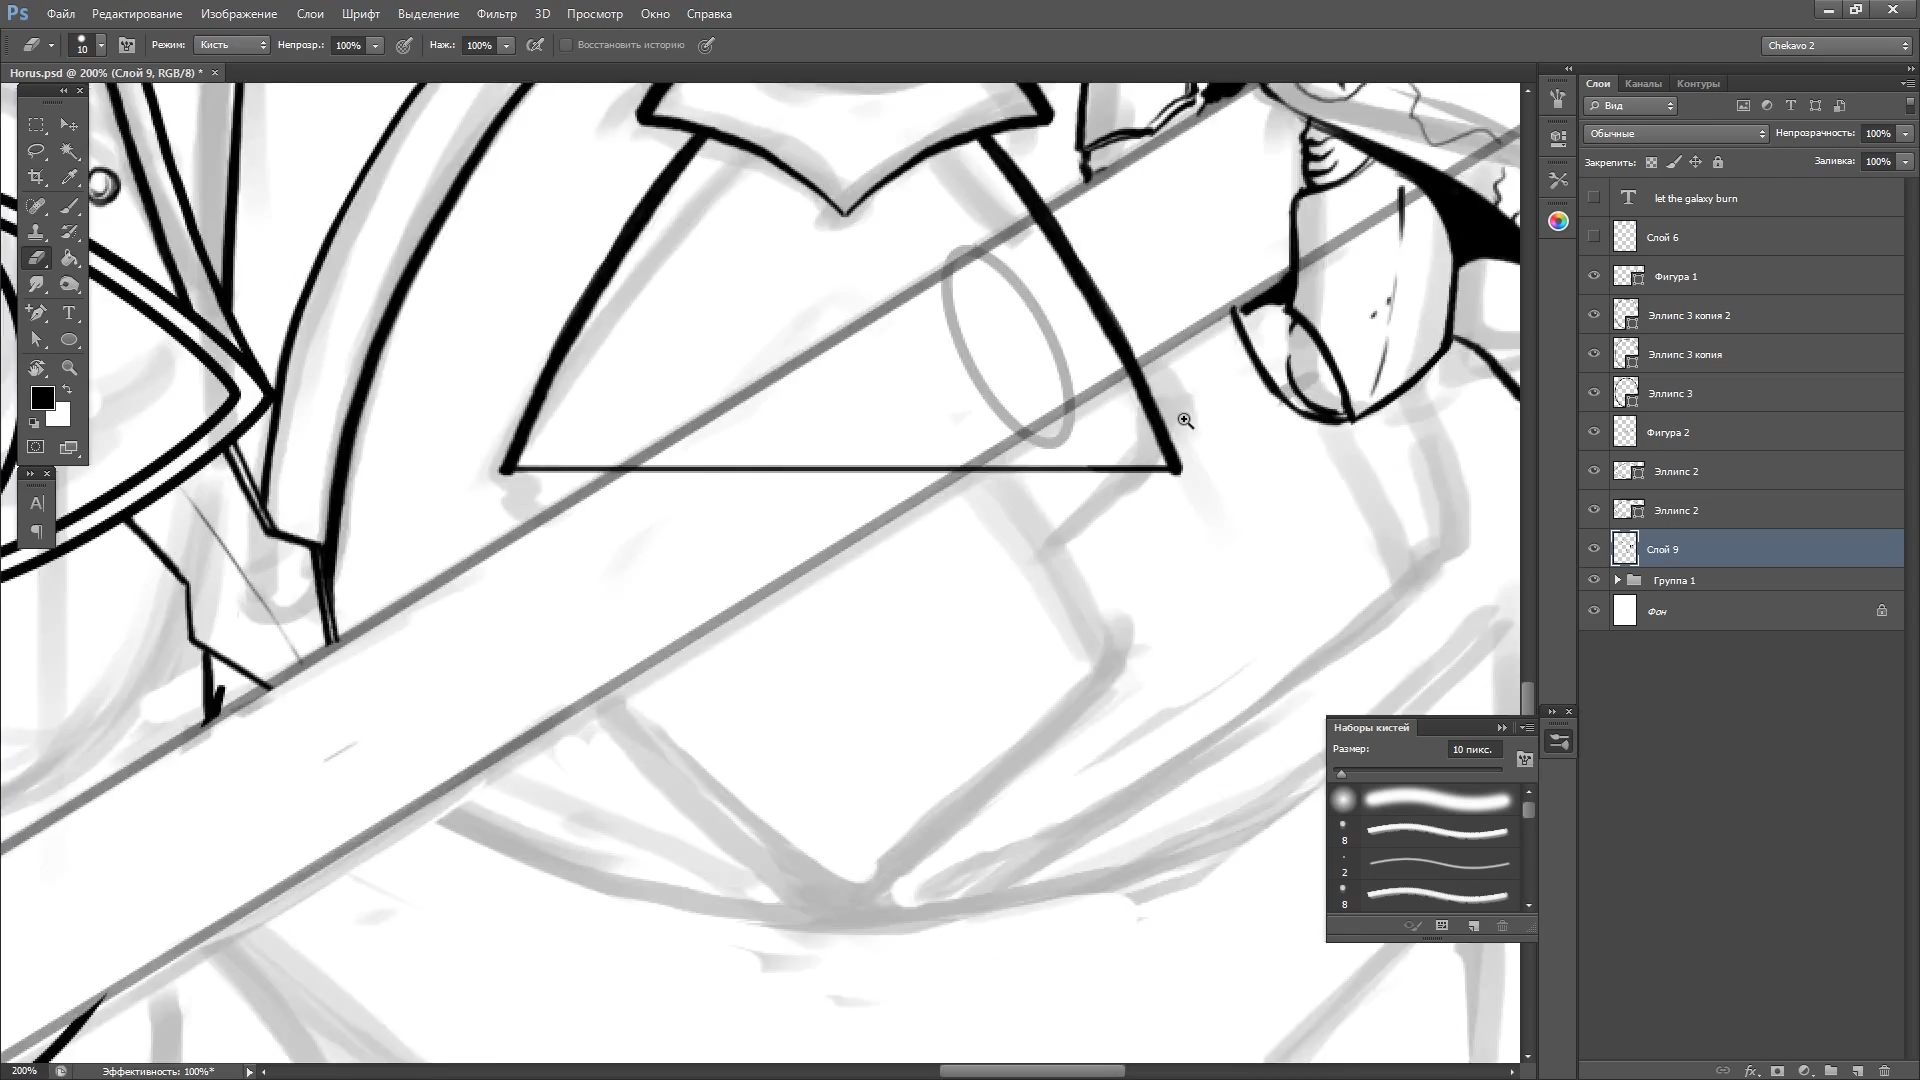 Ps Файл Редактирование Изображение Слои Шрифт Выделение Фильтр 3D Просмотр Окно Справка
10 Режим: Кисть Непрозр.: 100% Наж.: 100% Восстановить историю Chekavo 2
Horus.psd @ 200% (Слой 9, RGB/8) *
Слои Каналы Контуры
Вид
Обычные Непрозрачность: 100%
Закрепить: Заливка: 100%
let the galaxy burn
Слой 6
Фигура 1
Эллипс 3 копия 2
Эллипс 3 копия
Эллипс 3
Фигура 2
Эллипс 2
Эллипс 2
Слой 9
Группа 1
Фон
Наборы кистей
Размер: 10 пикс.
8
2
8
200% Эффективность: 100%*